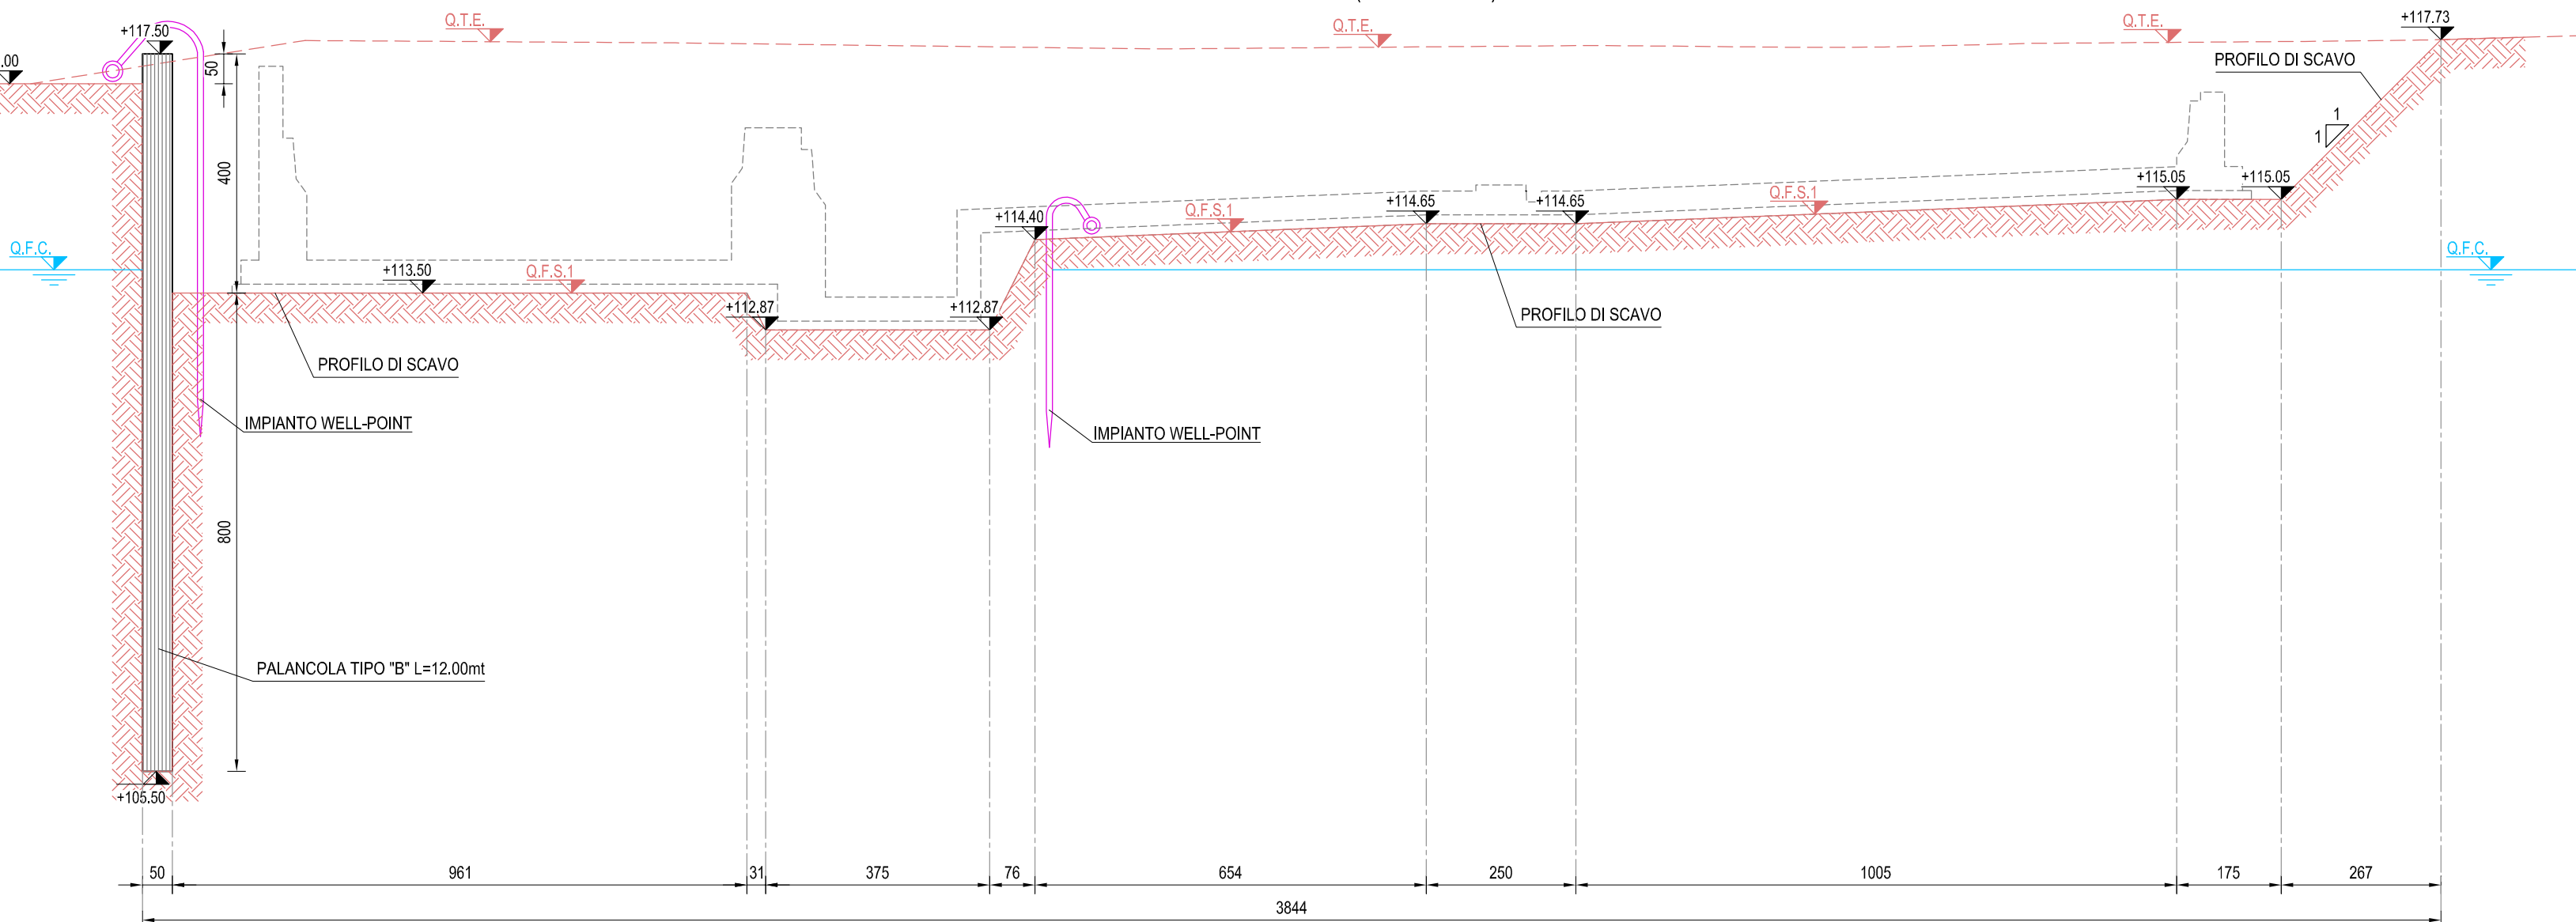 Q.T.E.
Q.T.E.
Q.T.E.
+117.73
+117.50
.00
50
PROFILO DI SCAVO
1
1
400
+115.05
+115.05
Q.F.S.1
+114.65
+114.65
Q.F.S.1
+114.40
Q.F.C.
Q.F.C.
+113.50
Q.F.S.1
+112.87
+112.87
PROFILO DI SCAVO
PROFILO DI SCAVO
IMPIANTO WELL-POINT
IMPIANTO WELL-POINT
800
PALANCOLA TIPO "B" L=12.00mt
+105.50
50
961
31
375
76
654
250
1005
175
267
3844